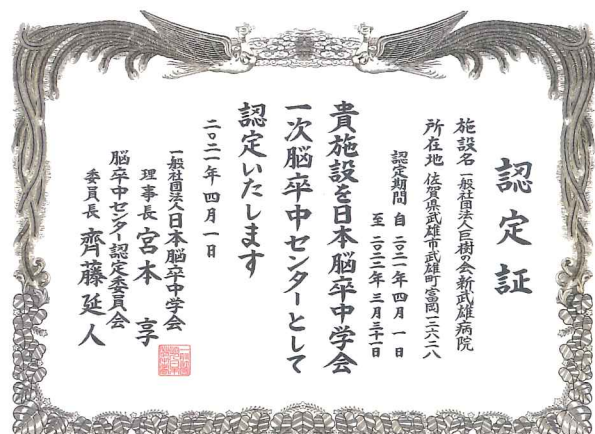 認定証
施設名 一般社団法人巨樹の会新武雄病院
所在地 佐賀県武雄市武雄町富岡一二六二八
認定期間 自 二〇二一年 四月 一日
至 二〇二二年 三月三十一日
貴施設を日本脳卒中学会
一次脳卒中センターとして
認定いたします
二〇二一年 四月 一日
一般社団法人日本脳卒中学会
理事長 宮本 享
脳卒中センター認定委員会
委員長 齊藤延人